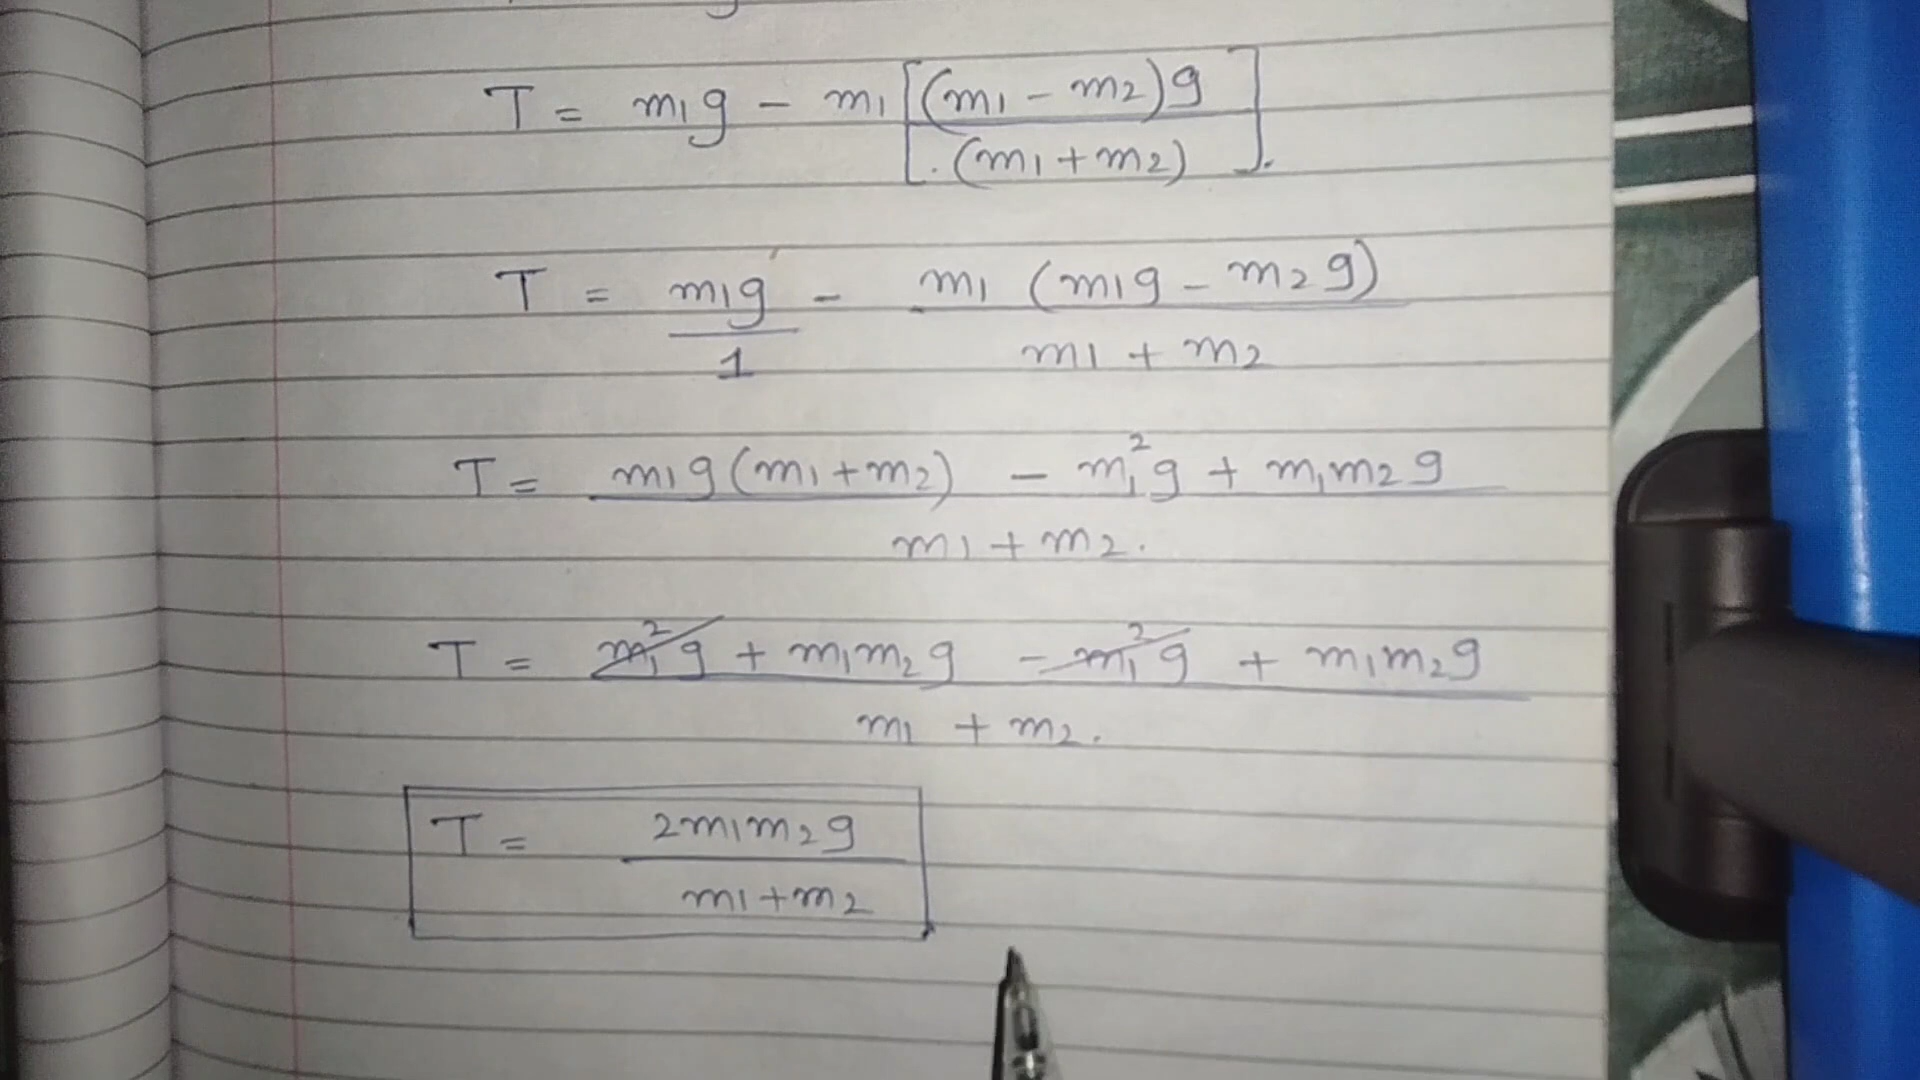 T = m₁g - m₁ [(m₁ - m₂)g / (m₁ + m₂)].
T = m₁g / 1 - m₁ (m₁g - m₂g) / m₁ + m₂
T = m₁g (m₁ + m₂) - m₁²g + m₁m₂g / m₁ + m₂.
T = m₁²g + m₁m₂g - m₁²g + m₁m₂g / m₁ + m₂.
T = 2m₁m₂g / m₁ + m₂